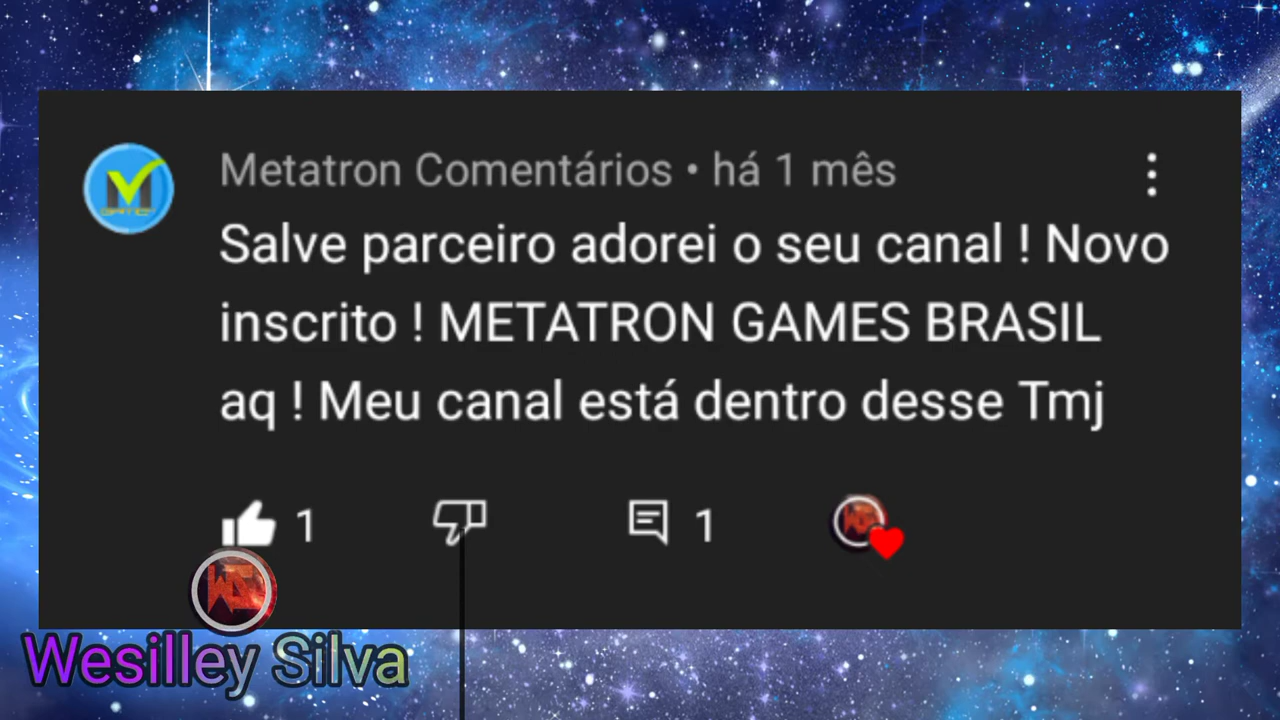 Metatron Comentários • há 1 mês
Salve parceiro adorei o seu canal ! Novo
inscrito ! METATRON GAMES BRASIL
aq ! Meu canal está dentro desse Tmj
1
1
Wesilley Silva